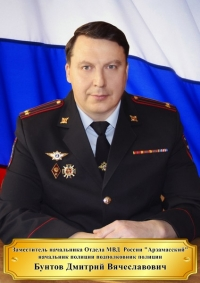 Заместитель начальника Отдела МВД России "Арзамасский"
начальник полиции подполковник полиции
Бунтов Дмитрий Вячеславович